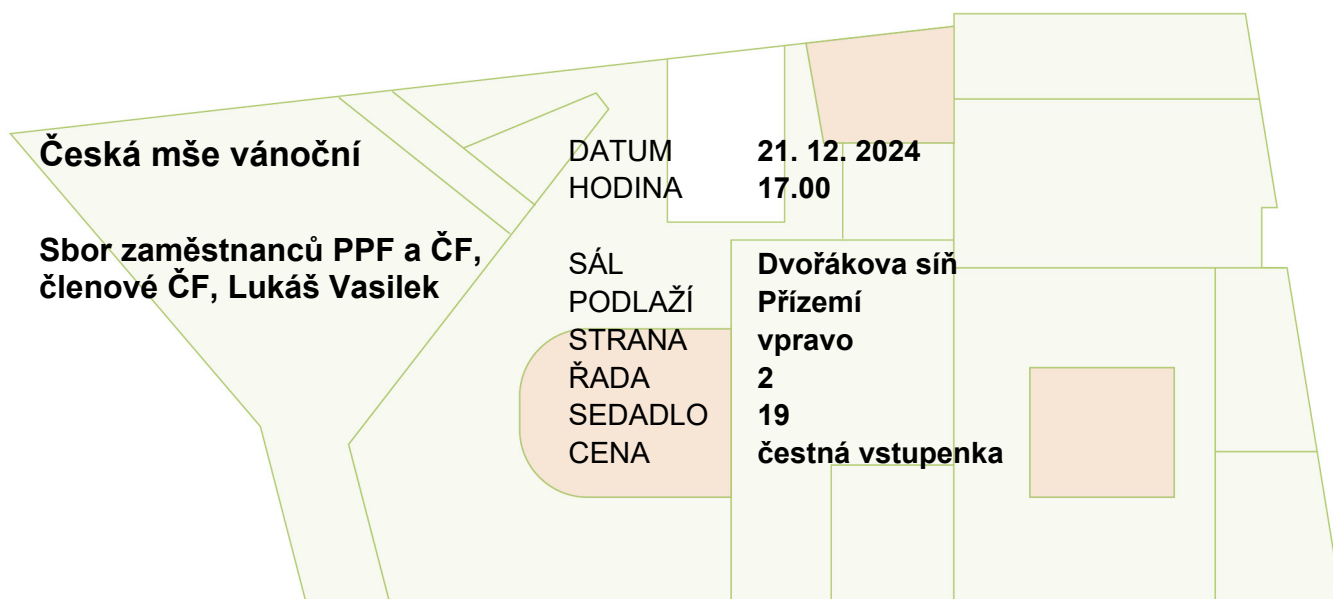 Česká mše vánoční
Sbor zaměstnanců PPF a ČF,
členové ČF, Lukáš Vasilek
DATUM 21. 12. 2024
HODINA 17.00
SÁL Dvořákova síň
PODLAŽÍ Přízemí
STRANA vpravo
ŘADA 2
SEDADLO 19
CENA čestná vstupenka